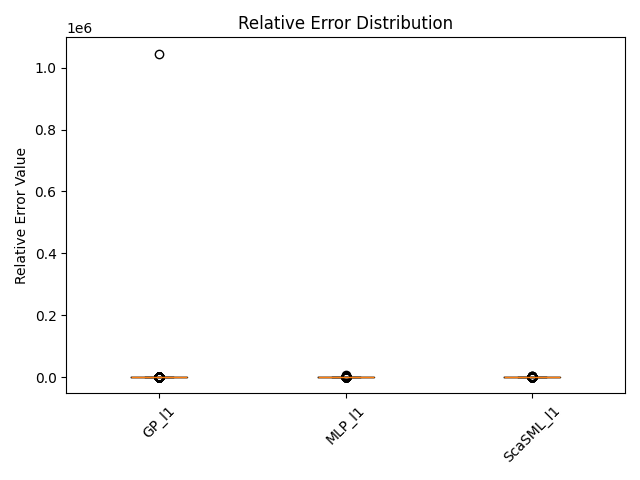 Relative Error Distribution
1e6
1.0
0.8
0.6
0.4
0.2
0.0
Relative Error Value
GP_l1
MLP_l1
ScaSML_l1